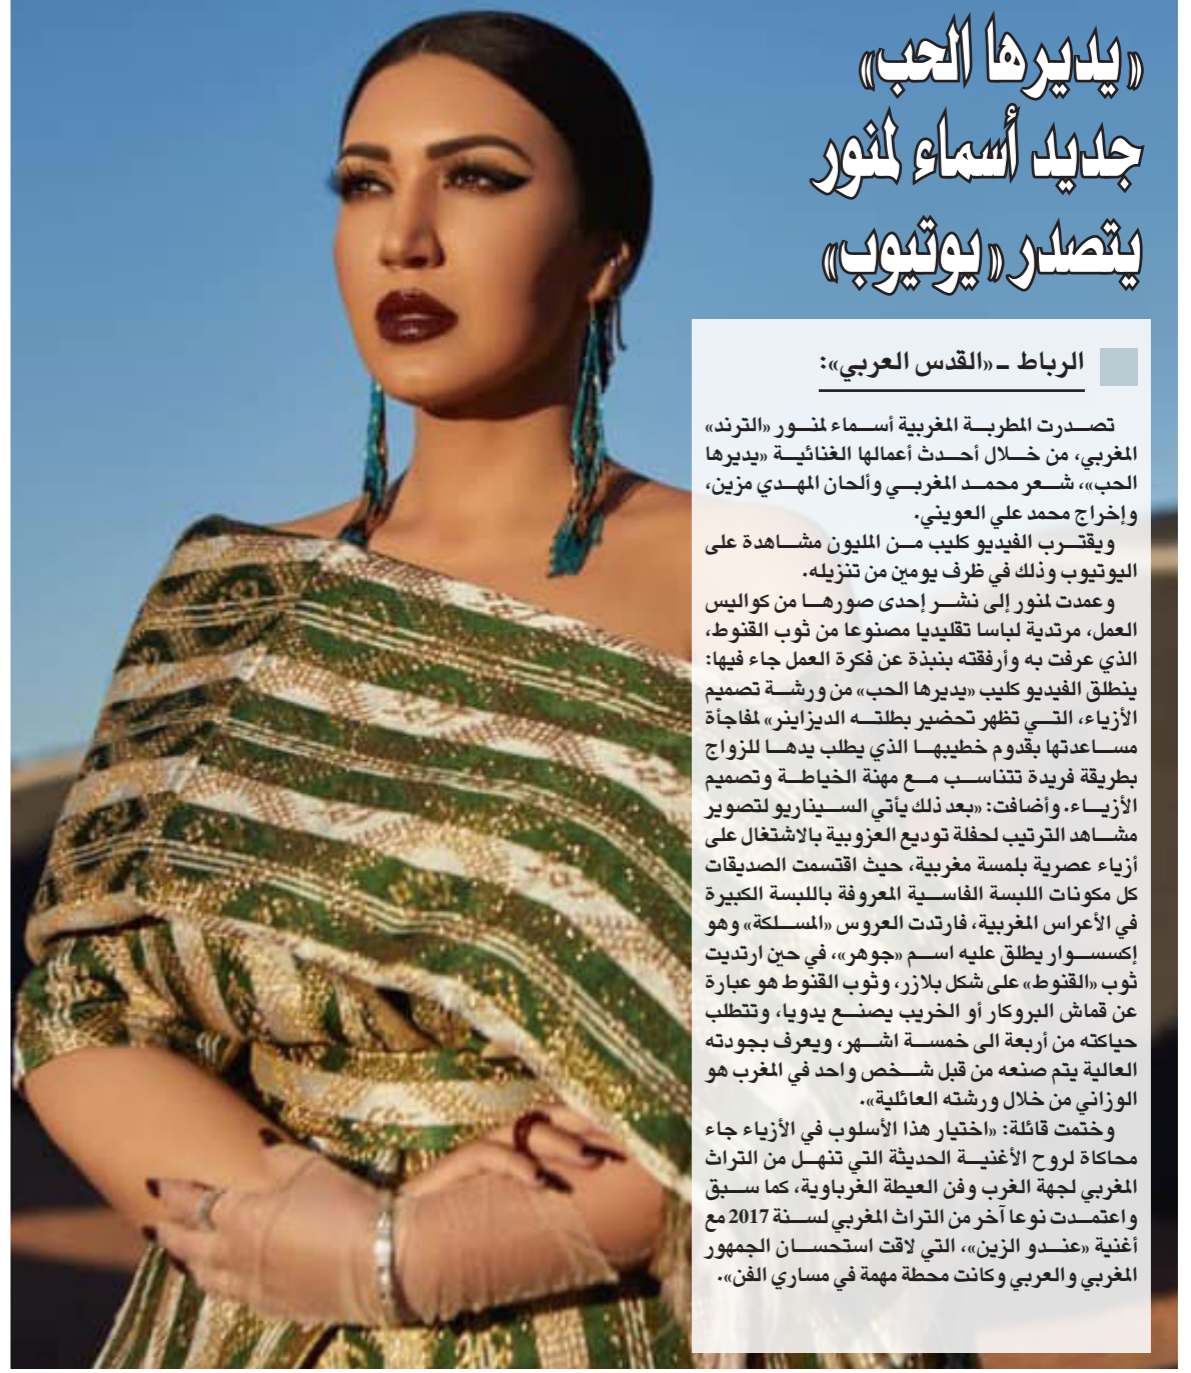 «يديرها الحب»
جديد أسماء لمنور
يتصدر «يوتيوب»
الرباط ـ «القدس العربي»:
تصدرت المطربة المغربية أسماء لمنور «الترند»
المغربي، من خلال أحدث أعمالها الغنائية «يديرها
الحب»، شعر محمد المغربي وألحان المهدي مزين،
وإخراج محمد علي العويني.
ويقترب الفيديو كليب من المليون مشاهدة على
اليوتيوب وذلك في ظرف يومين من تنزيله.
وعمدت لمنور إلى نشر إحدى صورها من كواليس
العمل، مرتدية لباسا تقليديا مصنوعا من ثوب القنوط،
الذي عرفت به وأرفقته بنبذة عن فكرة العمل جاء فيها:
ينطلق الفيديو كليب «يديرها الحب» من ورشة تصميم
الأزياء، التي تظهر تحضير بطلته الديزاينر» لمفاجأة
مساعدتها بقدوم خطيبها الذي يطلب يدها للزواج
بطريقة فريدة تتناسب مع مهنة الخياطة وتصميم
الأزياء. وأضافت: «بعد ذلك يأتي السيناريو لتصوير
مشاهد الترتيب لحفلة توديع العزوبية بالاشتغال على
أزياء عصرية بلمسة مغربية، حيث اقتسمت الصديقات
كل مكونات اللبسة الفاسية المعروفة باللبسة الكبيرة
في الأعراس المغربية، فارتدت العروس «المسلكة» وهو
إكسسوار يطلق عليه اسم «جوهر»، في حين ارتديت
ثوب «القنوط» على شكل بلازر، وثوب القنوط هو عبارة
عن قماش البروكار أو الخريب يصنع يدويا، وتتطلب
حياكته من أربعة الى خمسة اشهر، ويعرف بجودته
العالية يتم صنعه من قبل شخص واحد في المغرب هو
الوزاني من خلال ورشته العائلية».
وختمت قائلة: «اختيار هذا الأسلوب في الأزياء جاء
محاكاة لروح الأغنية الحديثة التي تنهل من التراث
المغربي لجهة الغرب وفن العيطة الغرباوية، كما سبق
واعتمدت نوعا آخر من التراث المغربي لسنة 2017 مع
أغنية «عندو الزين»، التي لاقت استحسان الجمهور
المغربي والعربي وكانت محطة مهمة في مساري الفن».